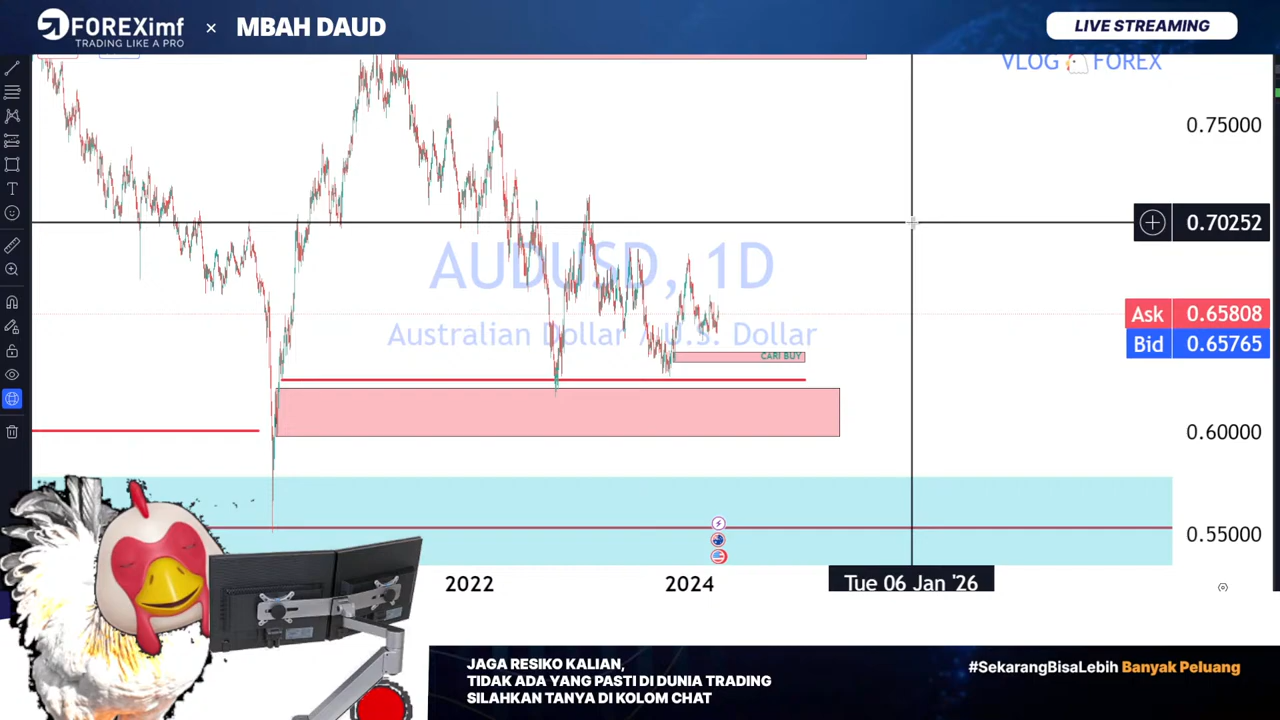 FOREXimf
TRADING LIKE A PRO
×
MBAH DAUD
LIVE STREAMING
VLOG FOREX
0.75000
0.70252
AUDUSD, 1D
Australian Dollar / U.S. Dollar
Ask 0.65808
Bid 0.65765
CARI BUY
0.60000
0.55000
2022
2024
Tue 06 Jan '26
JAGA RESIKO KALIAN,
TIDAK ADA YANG PASTI DI DUNIA TRADING
SILAHKAN TANYA DI KOLOM CHAT
#SekarangBisaLebih Banyak Peluang